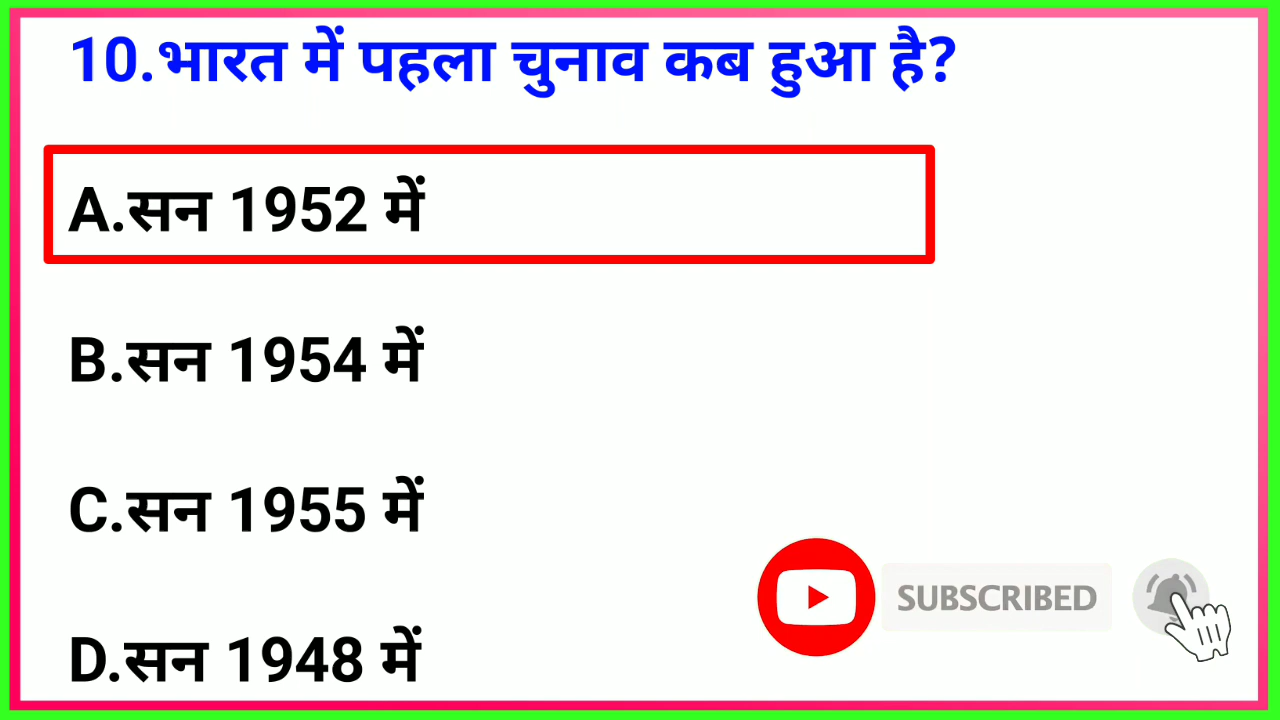 10.भारत में पहला चुनाव कब हुआ है?
A.सन 1952 में
B.सन 1954 में
C.सन 1955 में
SUBSCRIBED
D.सन 1948 में